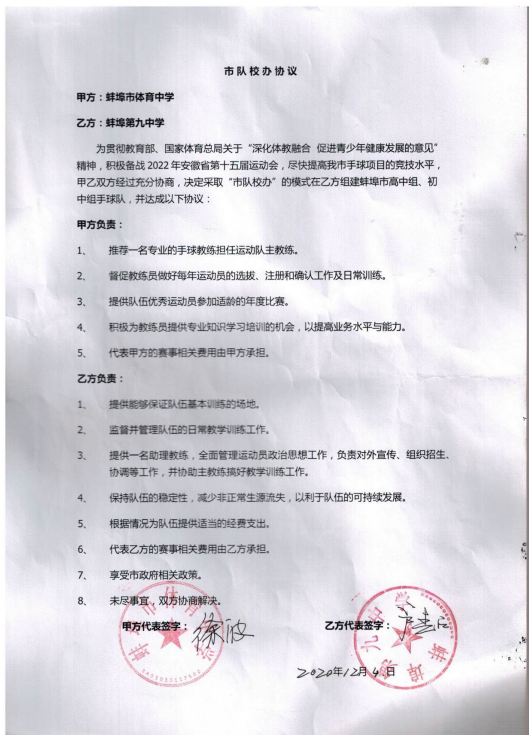 市队校办协议
甲方：蚌埠市体育中学
乙方：蚌埠第九中学
为贯彻教育部、国家体育总局关于“深化体教融合 促进青少年健康发展的意见”
精神，积极备战2022年安徽省第十五届运动会，尽快提高我市手球项目的竞技水平，
甲乙双方经过充分协商，决定采取“市队校办”的模式在乙方组建蚌埠市高中组、初
中组手球队，并达成以下协议：
甲方负责：
1、 推荐一名专业的手球教练担任运动队主教练。
2、 督促教练员做好每年运动员的选拔、注册和确认工作及日常训练。
3、 提供队伍优秀运动员参加适龄的年度比赛。
4、 积极为教练员提供专业知识学习培训的机会，以提高业务水平与能力。
5、 代表甲方的赛事相关费用由甲方承担。
乙方负责：
1、 提供能够保证队伍基本训练的场地。
2、 监督并管理队伍的日常教学训练工作。
3、 提供一名助理教练，全面管理运动员政治思想工作，负责对外宣传、组织招生、
协调等工作，并协助主教练搞好教学训练工作。
4、 保持队伍的稳定性，减少非正常生源流失，以利于队伍的可持续发展。
5、 根据情况为队伍提供适当的经费支出。
6、 代表乙方的赛事相关费用由乙方承担。
7、 享受市政府相关政策。
8、 未尽事宜，双方协商解决。
甲方代表签字：徐波
乙方代表签字：
2020年12月4日